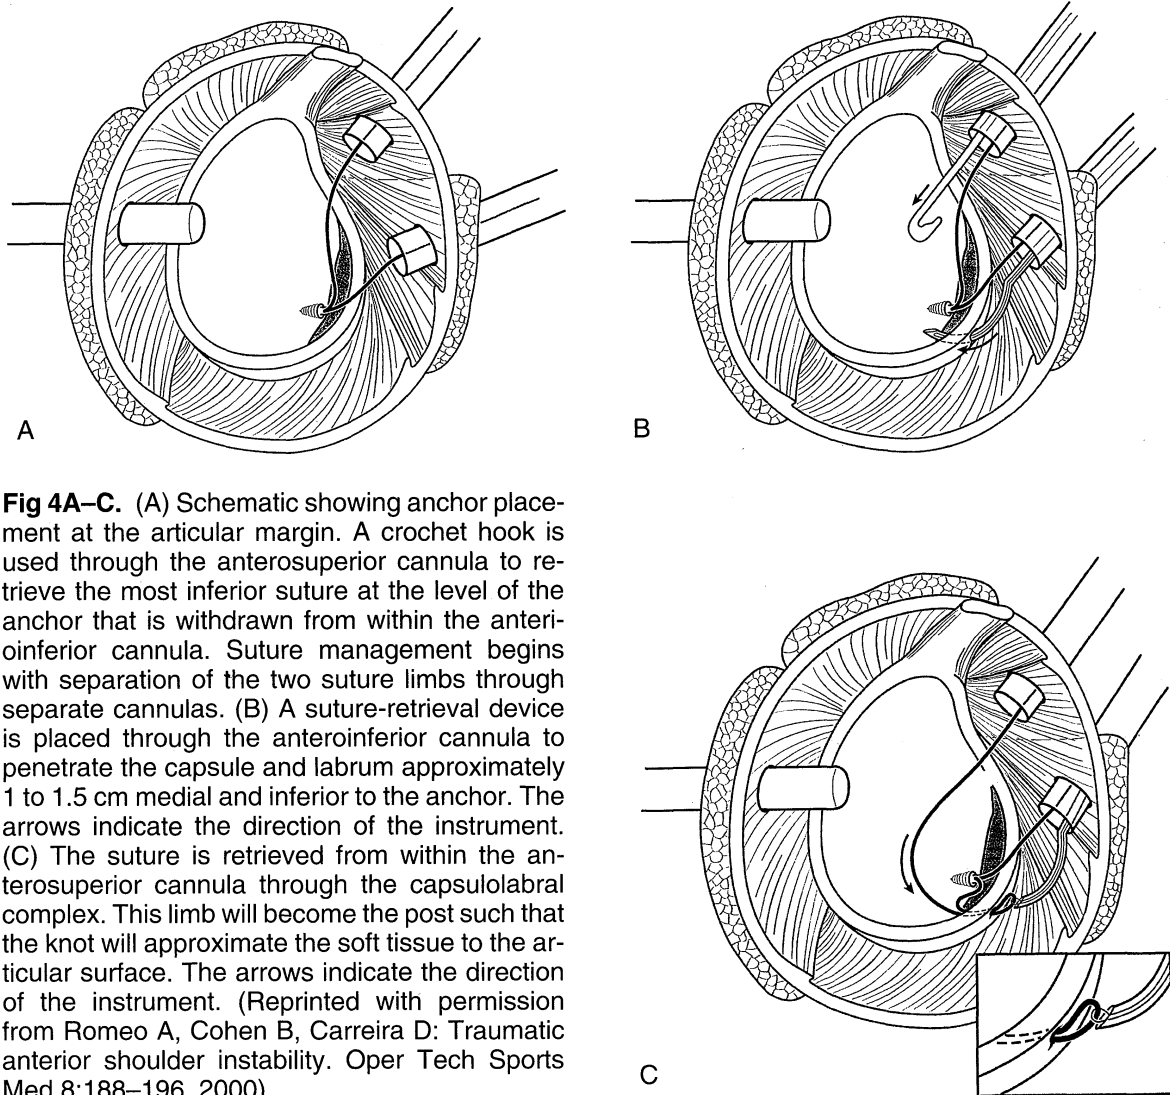 A
B
Fig 4A–C. (A) Schematic showing anchor place-
ment at the articular margin. A crochet hook is
used through the anterosuperior cannula to re-
trieve the most inferior suture at the level of the
anchor that is withdrawn from within the anteri-
oinferior cannula. Suture management begins
with separation of the two suture limbs through
separate cannulas. (B) A suture-retrieval device
is placed through the anteroinferior cannula to
penetrate the capsule and labrum approximately
1 to 1.5 cm medial and inferior to the anchor. The
arrows indicate the direction of the instrument.
(C) The suture is retrieved from within the an-
terosuperior cannula through the capsulolabral
complex. This limb will become the post such that
the knot will approximate the soft tissue to the ar-
ticular surface. The arrows indicate the direction
of the instrument. (Reprinted with permission
from Romeo A, Cohen B, Carreira D: Traumatic
anterior shoulder instability. Oper Tech Sports
Med 8:188–196, 2000)
C